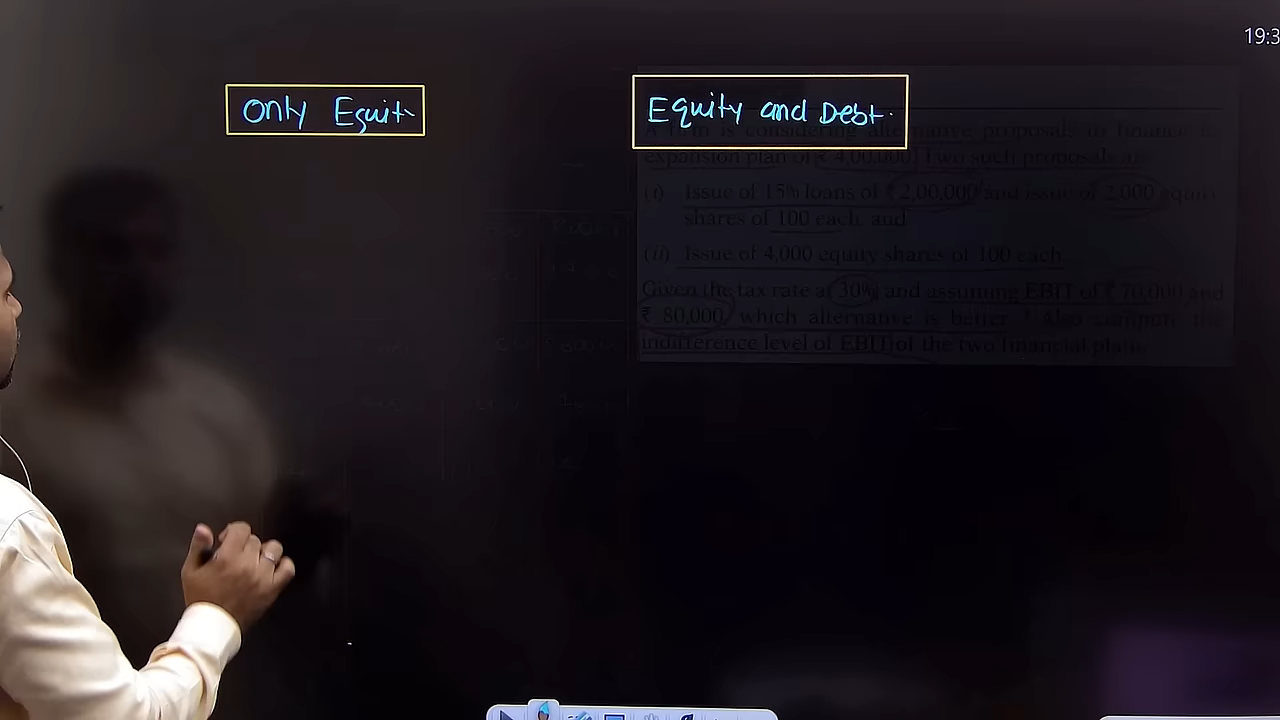 19:3
Only Equit
Equity and Debt.
A firm is considering alternative proposals to finance its
expansion plan of ₹ 4,00,000. Two such proposals are
(i) Issue of 15% loans of ₹ 2,00,000 and issue of 2,000 equity
shares of 100 each, and
(ii) Issue of 4,000 equity shares of 100 each
Given the tax rate at 30% and assuming EBIT of ₹ 70,000 and
₹ 80,000 which alternative is better ? Also compute the
indifference level of EBIT of the two financial plans